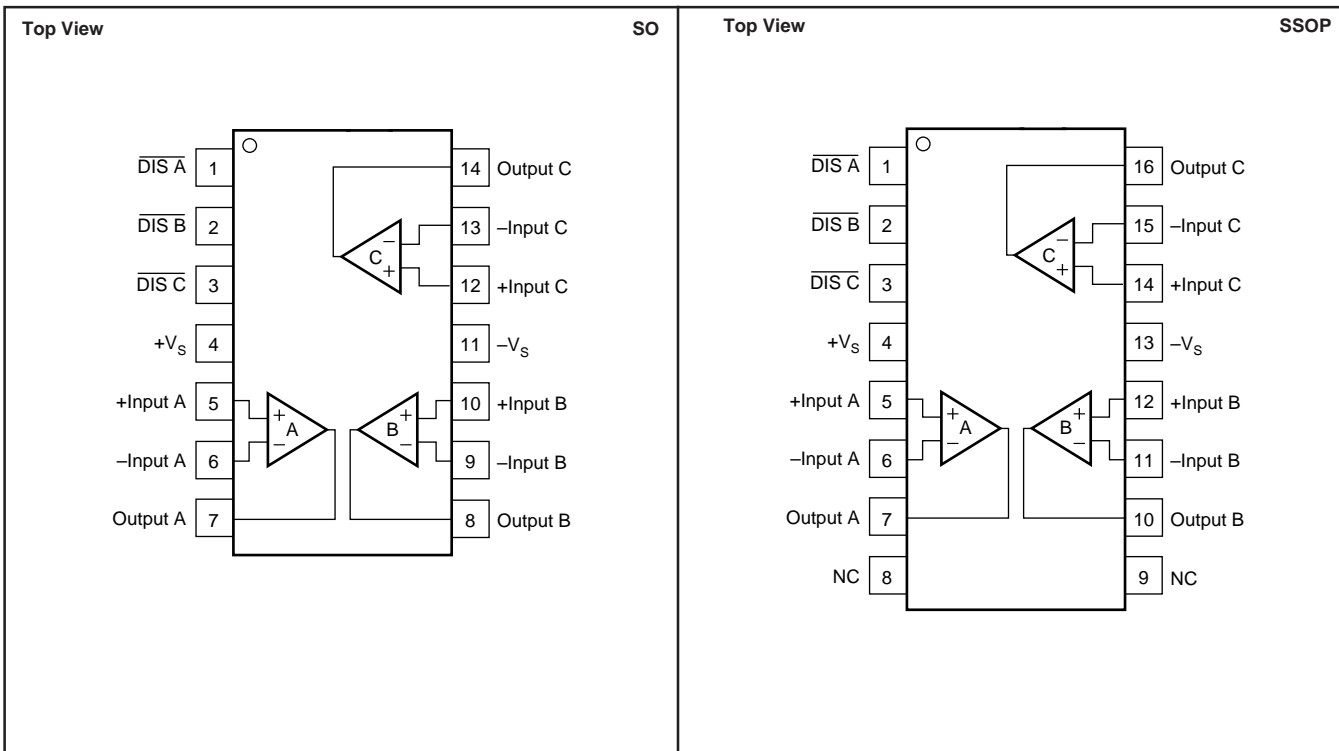 Top View SO
DIS A 1 14 Output C
DIS B 2 13 –Input C
DIS C 3 12 +Input C
+VS 4 11 –VS
+Input A 5 10 +Input B
–Input A 6 9 –Input B
Output A 7 8 Output B
C
–
+
A
+
–
B
+
–
Top View SSOP
DIS A 1 16 Output C
DIS B 2 15 –Input C
DIS C 3 14 +Input C
+VS 4 13 –VS
+Input A 5 12 +Input B
–Input A 6 11 –Input B
Output A 7 10 Output B
NC 8 9 NC
C
–
+
A
+
–
B
+
–